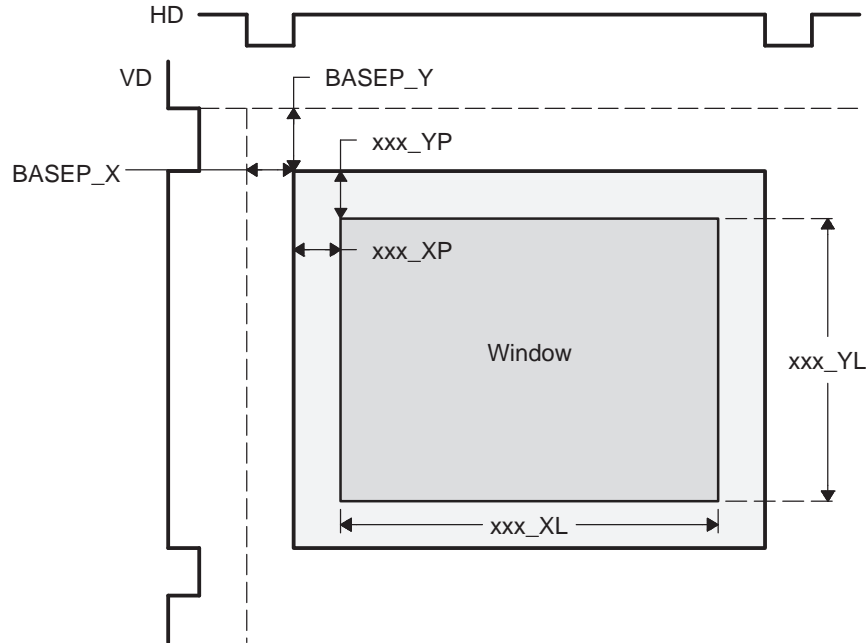 HD
VD
BASEP_Y
xxx_YP
BASEP_X
xxx_XP
Window
xxx_YL
xxx_XL